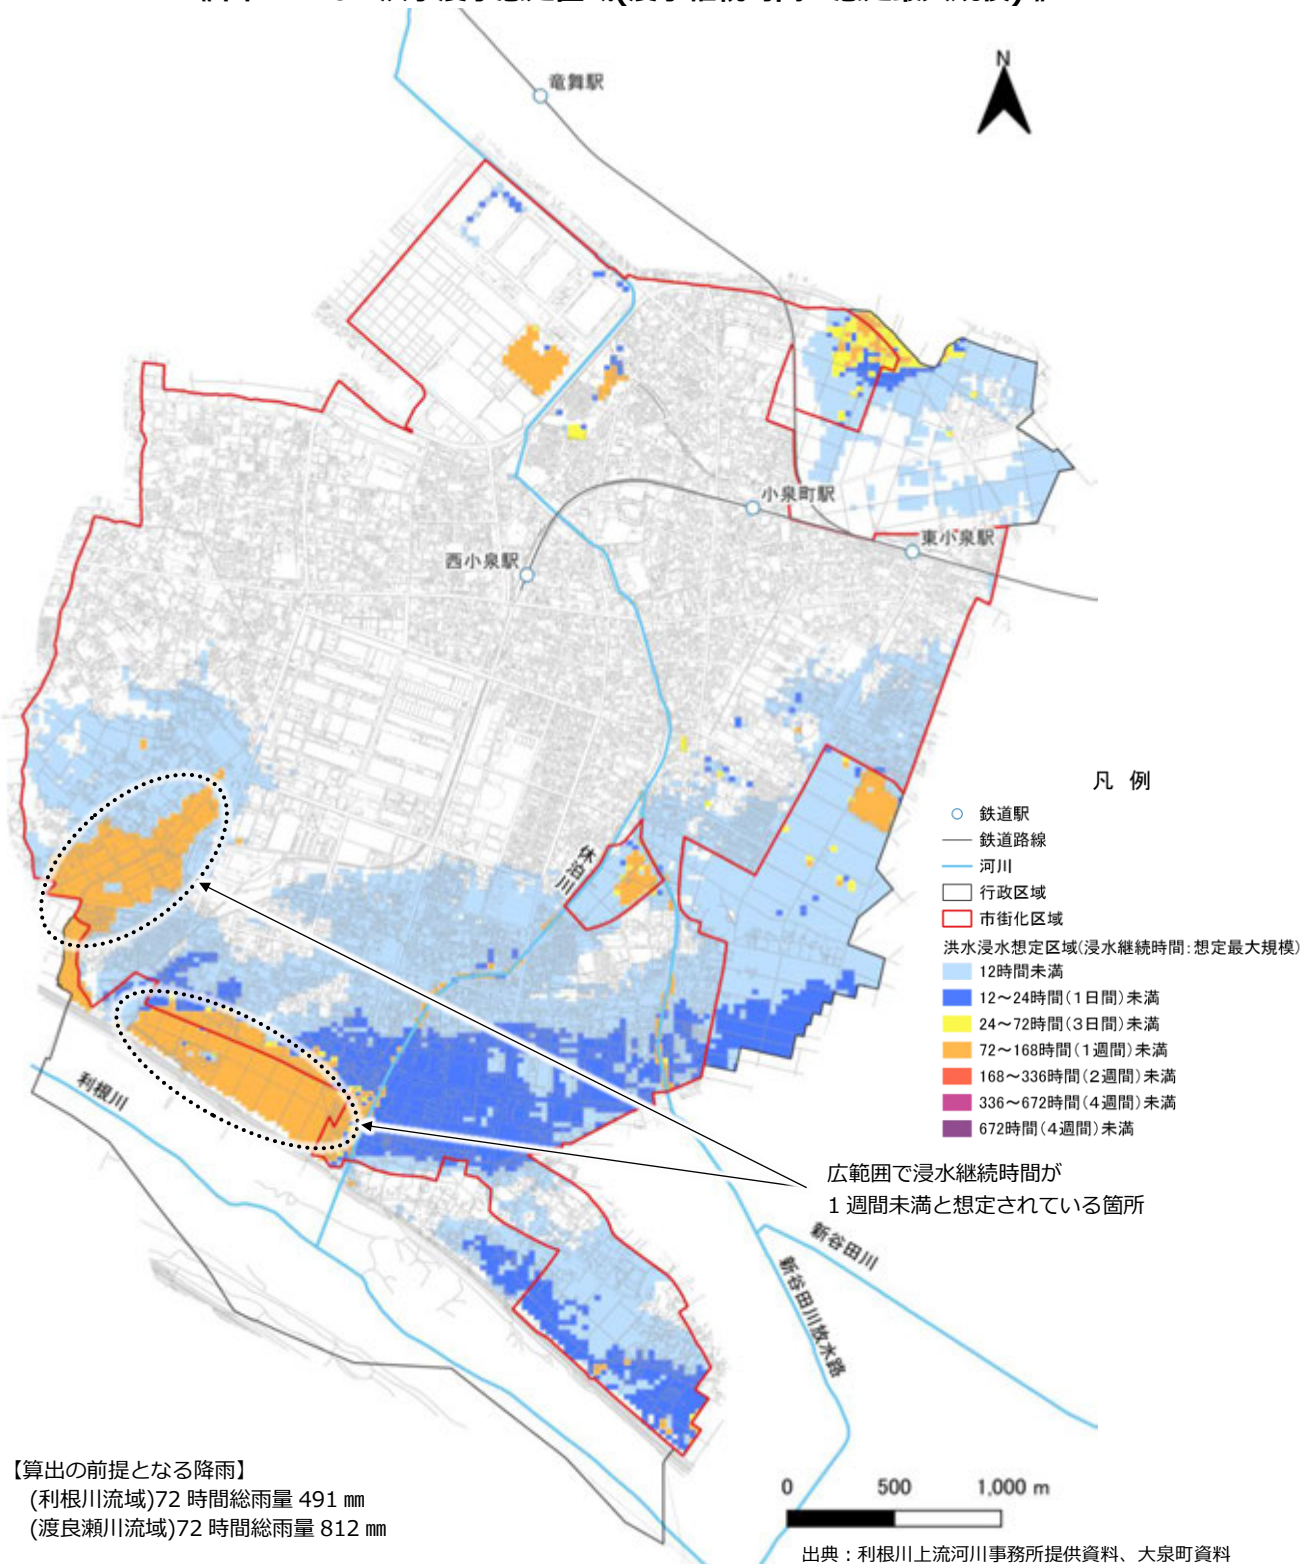 N
竜舞駅
小泉町駅
東小泉駅
西小泉駅
休泊川
利根川
新谷田川
新谷田川放水路
凡 例
鉄道駅
鉄道路線
河川
行政区域
市街化区域
洪水浸水想定区域(浸水継続時間:想定最大規模)
12時間未満
12～24時間(1日間)未満
24～72時間(3日間)未満
72～168時間(1週間)未満
168～336時間(2週間)未満
336～672時間(4週間)未満
672時間(4週間)未満
広範囲で浸水継続時間が
1 週間未満と想定されている箇所
【算出の前提となる降雨】
(利根川流域)72 時間総雨量 491 ㎜
(渡良瀬川流域)72 時間総雨量 812 ㎜
0 500 1,000 m
出典：利根川上流河川事務所提供資料、大泉町資料